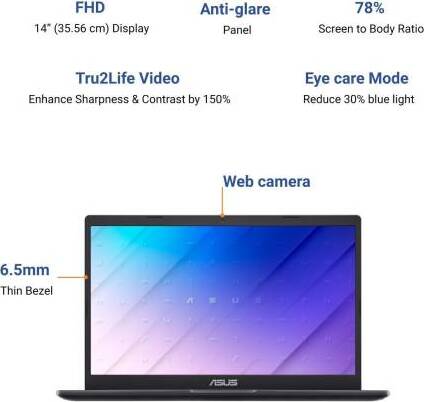 FHD
14” (35.56 cm) Display
Anti-glare
Panel
78%
Screen to Body Ratio
Tru2Life Video
Enhance Sharpness & Contrast by 150%
Eye care Mode
Reduce 30% blue light
Web camera
6.5mm
Thin Bezel
ASUS
ASUS